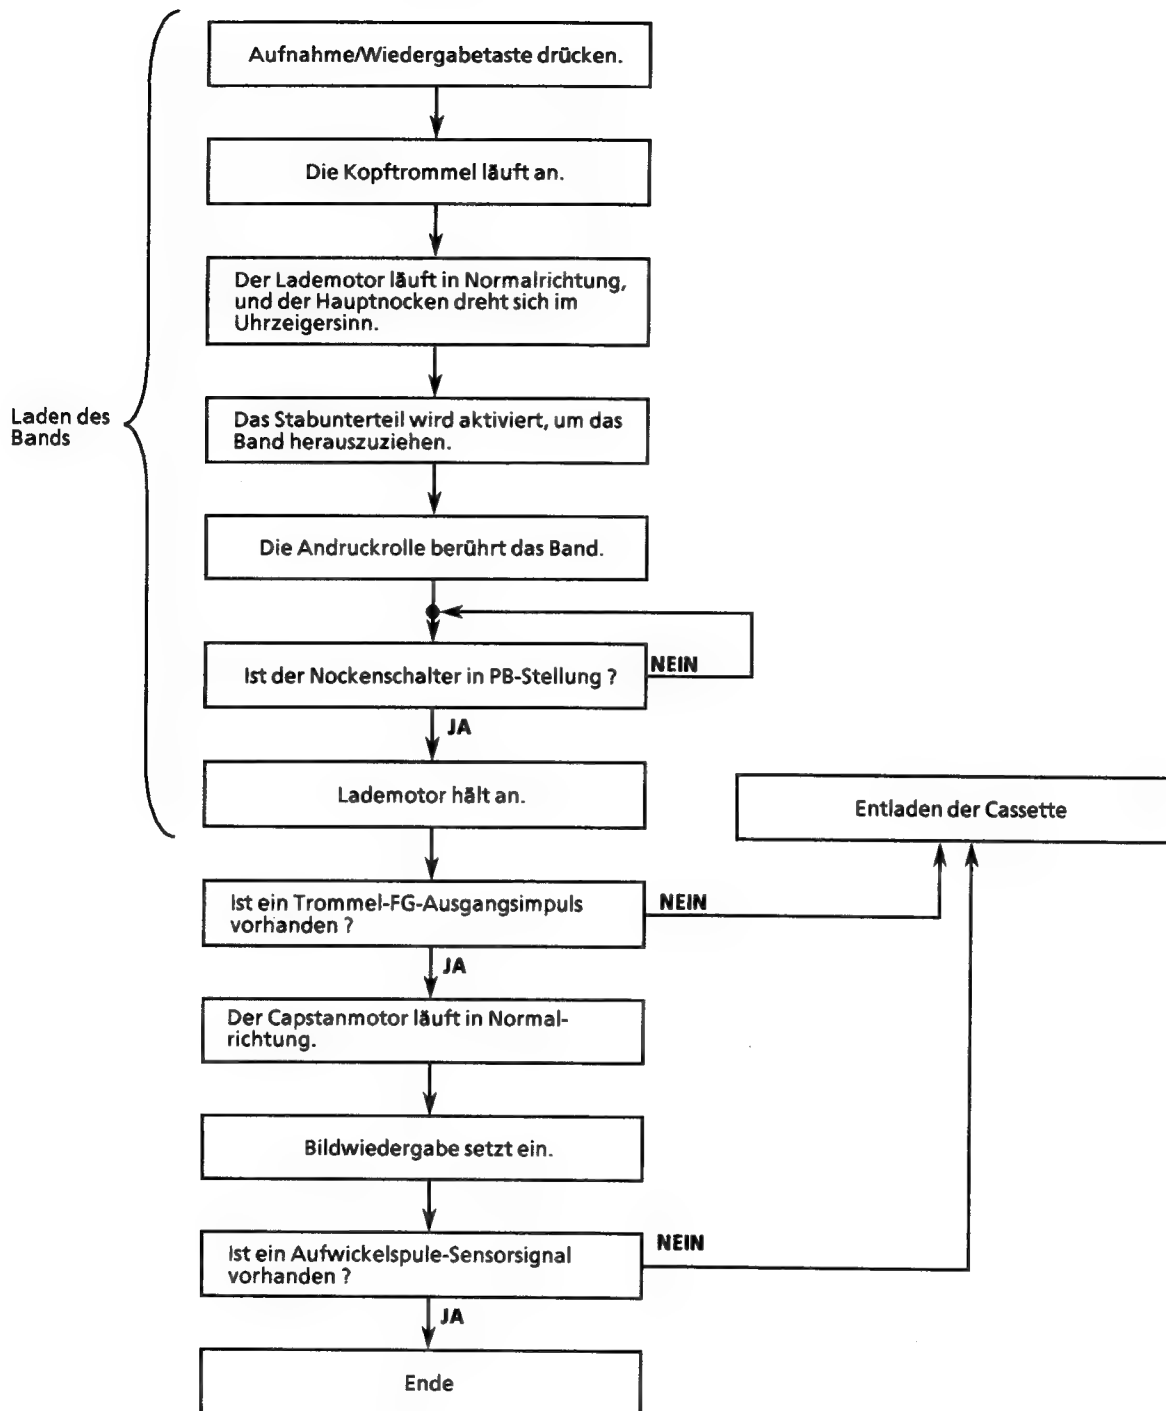 Aufnahme/Wiedergabetaste drücken.
Die Kopftrommel läuft an.
Der Lademotor läuft in Normalrichtung,
und der Hauptnocken dreht sich im
Uhrzeigersinn.
Laden des
Bands
Das Stabunterteil wird aktiviert, um das
Band herauszuziehen.
Die Andruckrolle berührt das Band.
Ist der Nockenschalter in PB-Stellung ?
NEIN
JA
Lademotor hält an.
Entladen der Cassette
Ist ein Trommel-FG-Ausgangsimpuls
vorhanden ?
NEIN
JA
Der Capstanmotor läuft in Normal-
richtung.
Bildwiedergabe setzt ein.
Ist ein Aufwickelspule-Sensorsignal
vorhanden ?
NEIN
JA
Ende